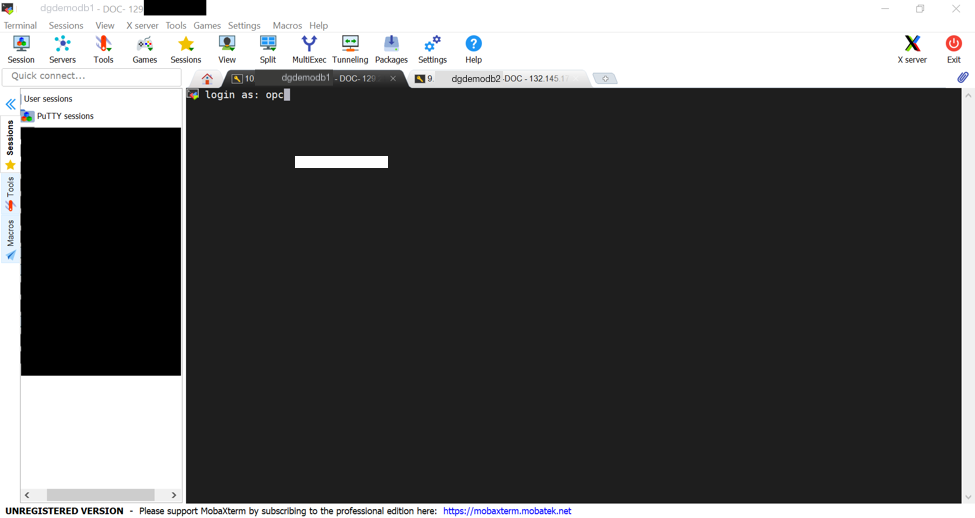 dgdemodb1 - DOC- 129
Terminal Sessions View X server Tools Games Settings Macros Help
Session Servers Tools Games Sessions View Split MultiExec Tunneling Packages Settings Help X server Exit
Quick connect...
10 dgdemodb1 - DOC- 129
9 dgdemodb2 -DOC - 132.145.
User sessions
PuTTY sessions
Sessions
Tools
Macros
login as: opc
UNREGISTERED VERSION - Please support MobaXterm by subscribing to the professional edition here: https://mobaxterm.mobatek.net